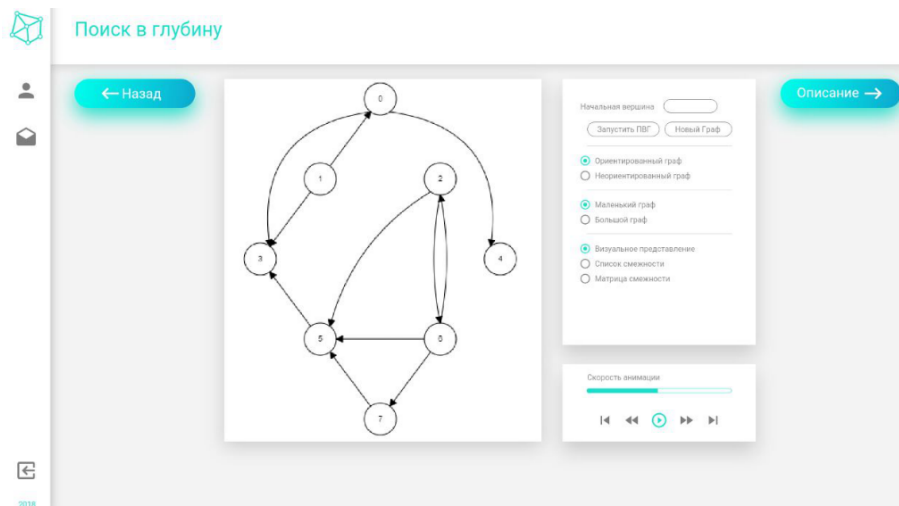 Поиск в глубину
← Назад
Описание →
0
1
2
3
4
5
6
7
Начальная вершина
Запустить ПВГ
Новый Граф
Ориентированный граф
Неориентированный граф
Маленький граф
Большой граф
Визуальное представление
Список смежности
Матрица смежности
Скорость анимации
2018